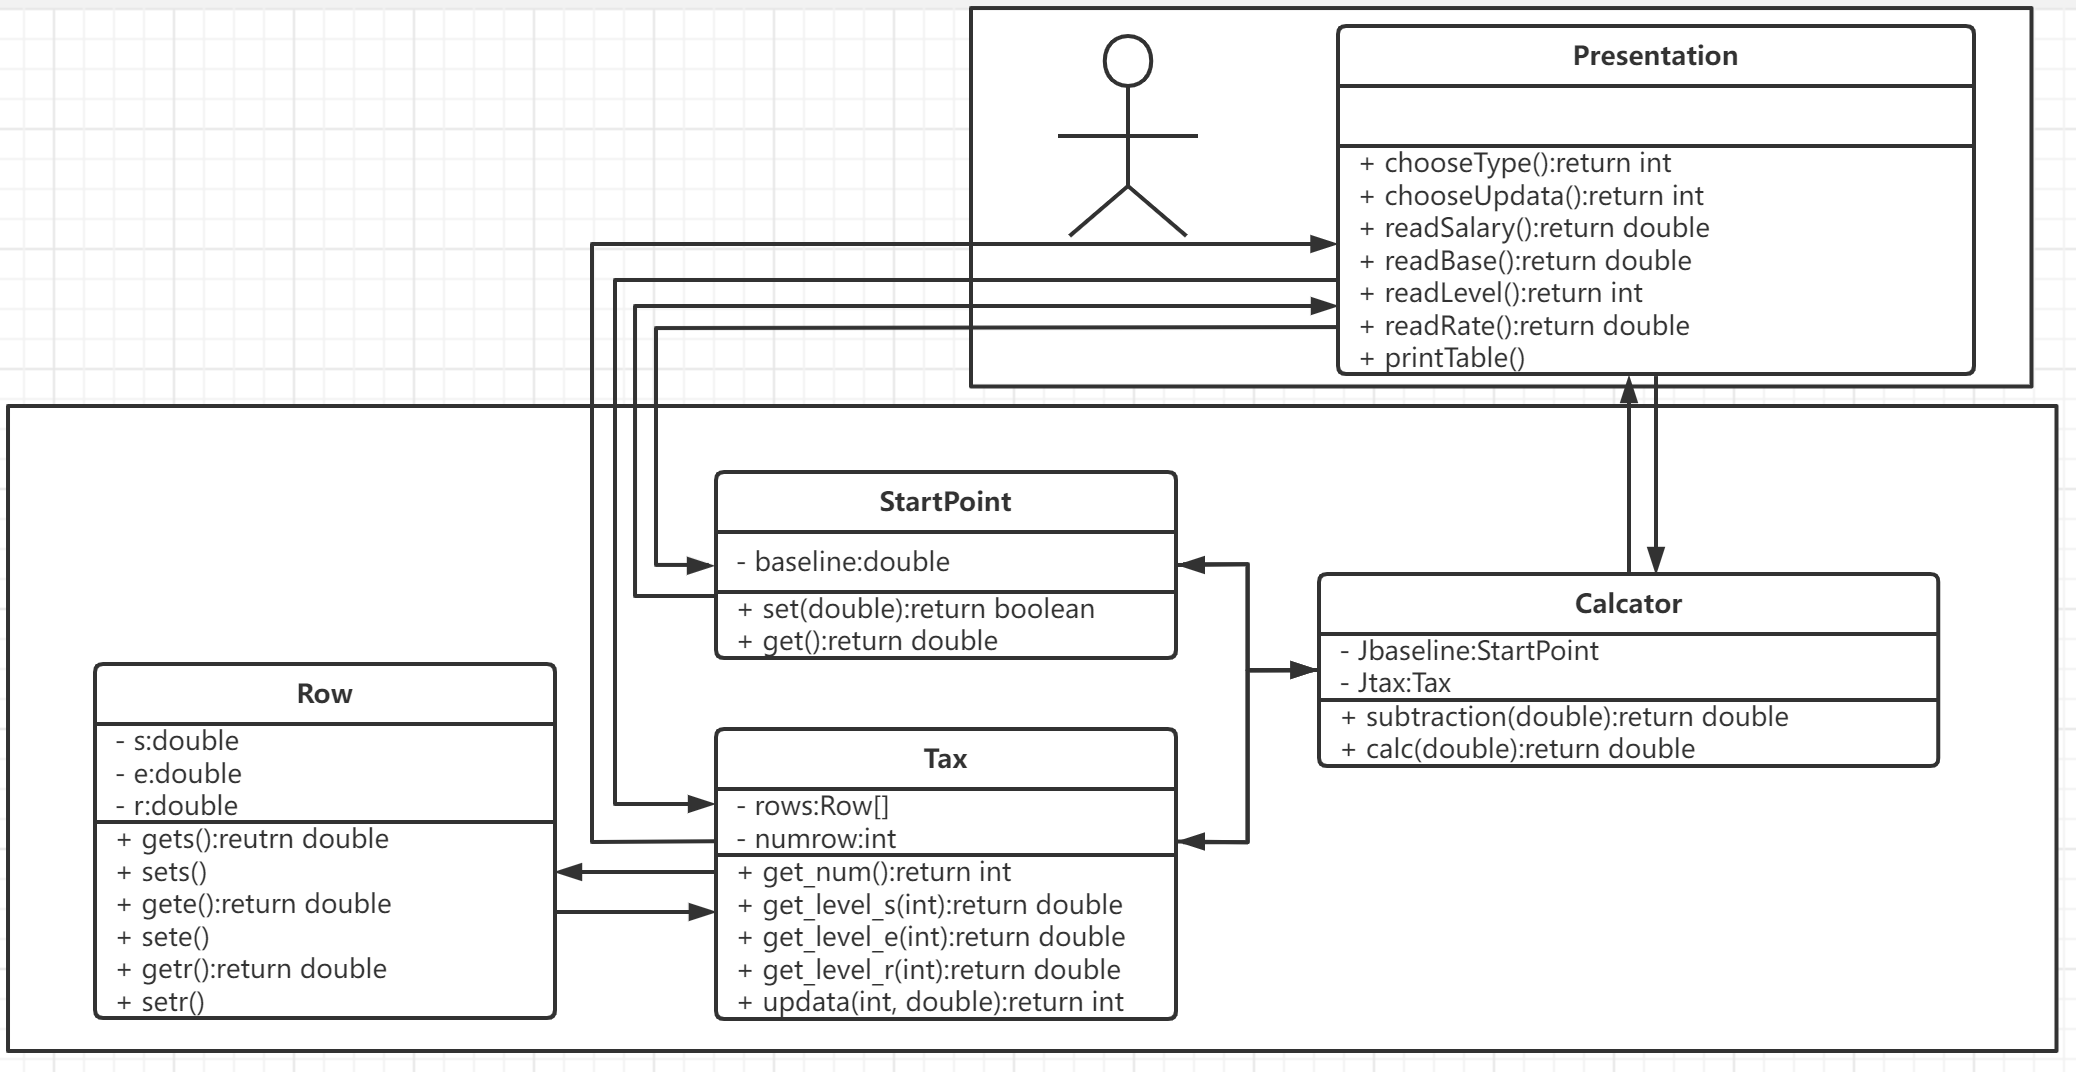 Presentation
+ chooseType():return int
+ chooseUpdata():return int
+ readSalary():return double
+ readBase():return double
+ readLevel():return int
+ readRate():return double
+ printTable()
StartPoint
- baseline:double
+ set(double):return boolean
+ get():return double
Calcator
- Jbaseline:StartPoint
- Jtax:Tax
+ subtraction(double):return double
+ calc(double):return double
Row
- s:double
- e:double
- r:double
+ gets():reutrn double
+ sets()
+ gete():return double
+ sete()
+ getr():return double
+ setr()
Tax
- rows:Row[]
- numrow:int
+ get_num():return int
+ get_level_s(int):return double
+ get_level_e(int):return double
+ get_level_r(int):return double
+ updata(int, double):return int